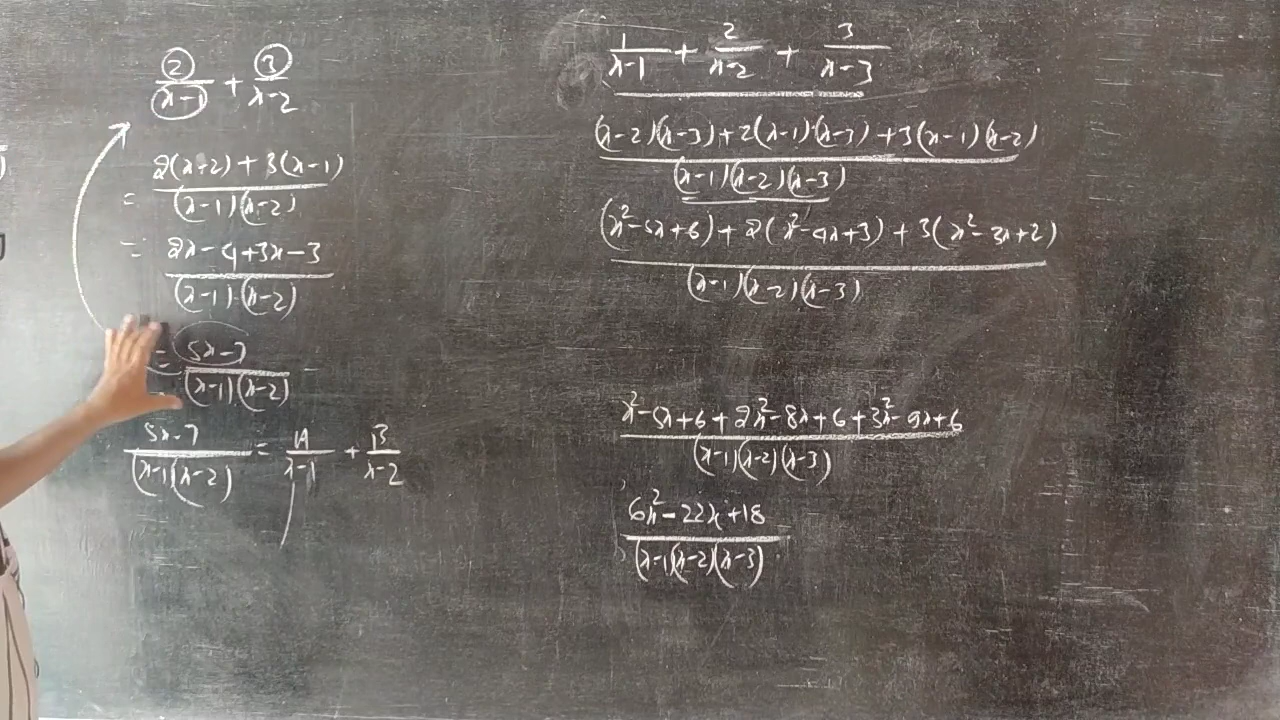 2/(x-1) + 3/(x-2)
= (2(x-2) + 3(x-1))/((x-1)(x-2))
= (2x-4+3x-3)/((x-1)(x-2))
= (5x-7)/((x-1)(x-2))
(5x-7)/((x-1)(x-2)) = A/(x-1) + B/(x-2)
1/(x-1) + 2/(x-2) + 3/(x-3)
((x-2)(x-3)+2(x-1)(x-3)+3(x-1)(x-2))/((x-1)(x-2)(x-3))
((x²-5x+6)+2(x²-4x+3)+3(x²-3x+2))/((x-1)(x-2)(x-3))
(x²-5x+6+2x²-8x+6+3x²-9x+6)/((x-1)(x-2)(x-3))
(6x²-22x+18)/((x-1)(x-2)(x-3))